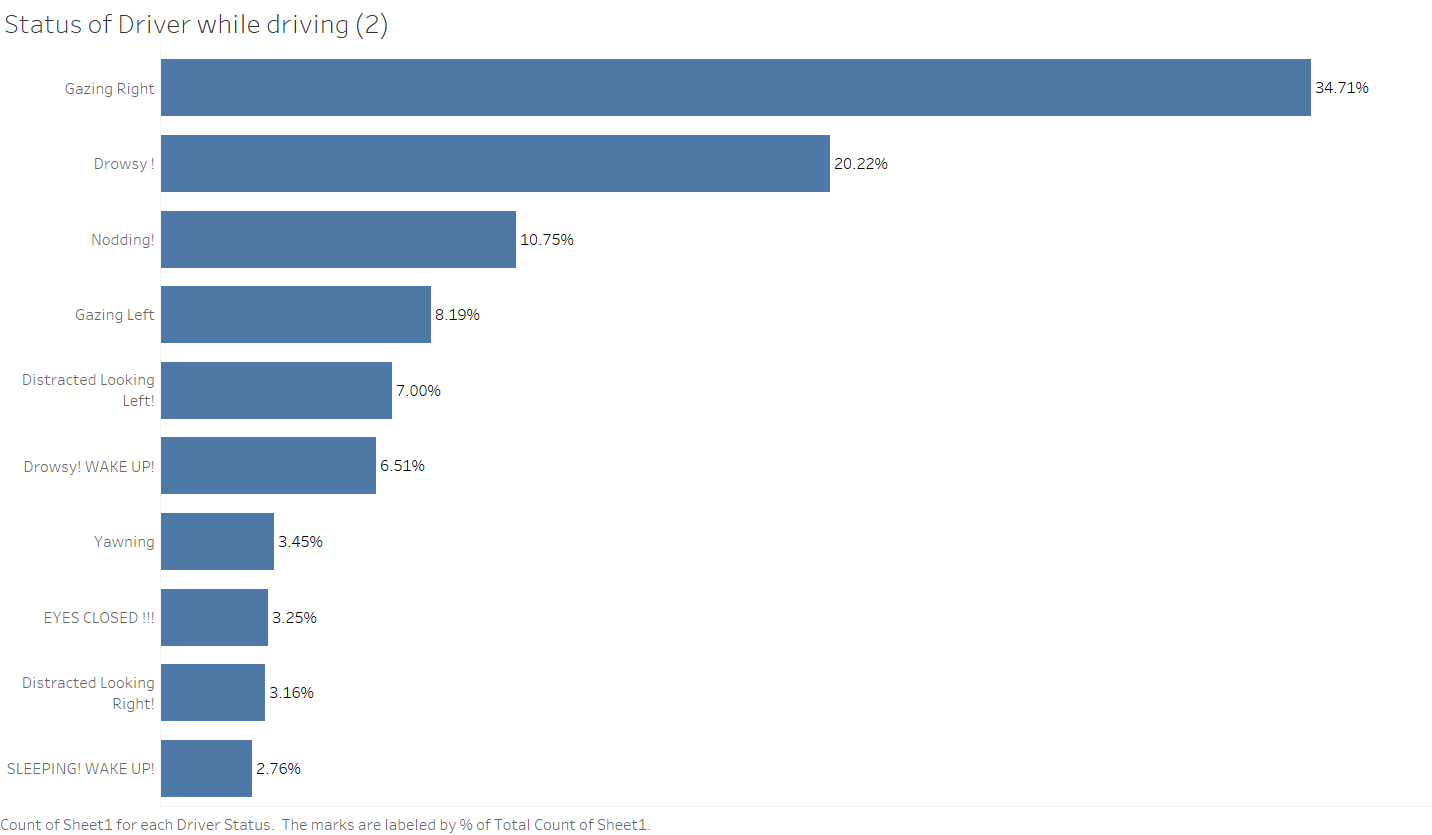 Status of Driver while driving (2)
Gazing Right
34.71%
Drowsy !
20.22%
Nodding!
10.75%
Gazing Left
8.19%
Distracted Looking
Left!
7.00%
Drowsy! WAKE UP!
6.51%
Yawning
3.45%
EYES CLOSED !!!
3.25%
Distracted Looking
Right!
3.16%
SLEEPING! WAKE UP!
2.76%
Count of Sheet1 for each Driver Status.  The marks are labeled by % of Total Count of Sheet1.